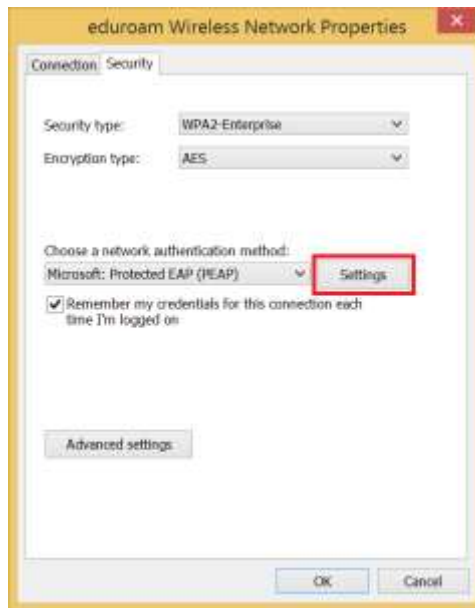 eduroam Wireless Network Properties
Connection Security
Security type: WPA2-Enterprise
Encryption type: AES
Choose a network authentication method:
Microsoft: Protected EAP (PEAP) Settings
Remember my credentials for this connection each
time I'm logged on
Advanced settings
OK Cancel